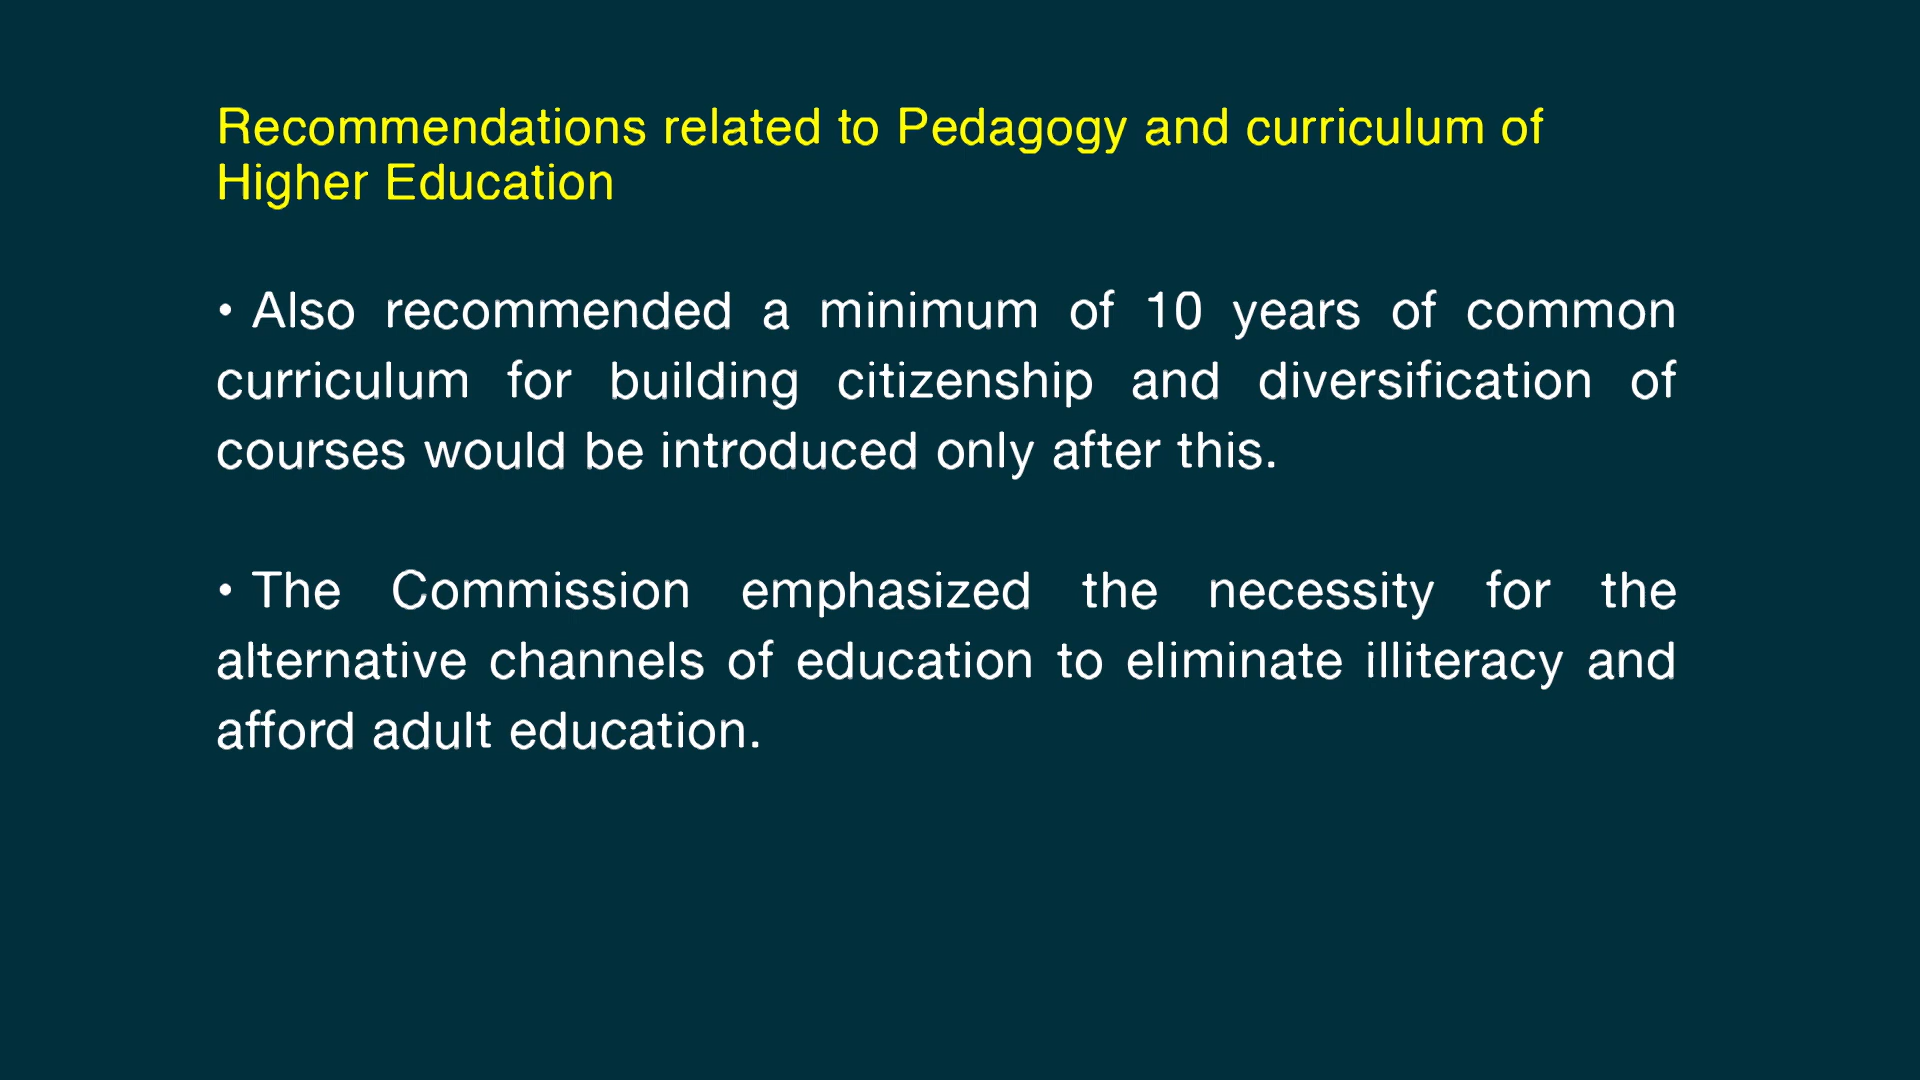 Recommendations related to Pedagogy and curriculum of
Higher Education
• Also recommended a minimum of 10 years of common
curriculum for building citizenship and diversification of
courses would be introduced only after this.
• The Commission emphasized the necessity for the
alternative channels of education to eliminate illiteracy and
afford adult education.